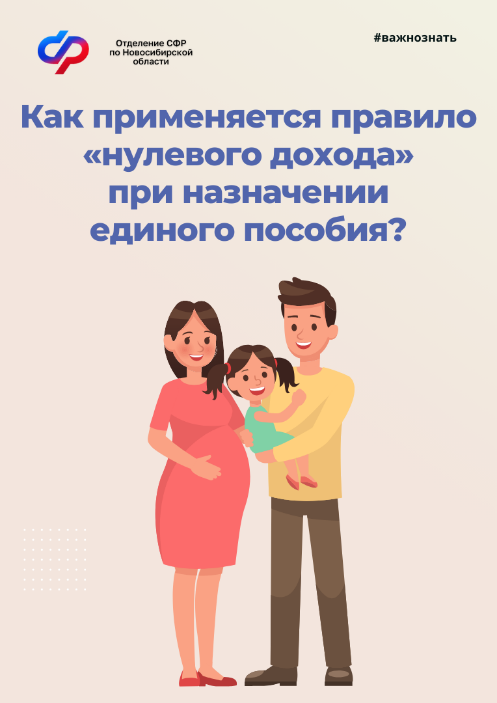 Отделение СФР
по Новосибирской
области
#важнознать
Как применяется правило
«нулевого дохода»
при назначении
единого пособия?